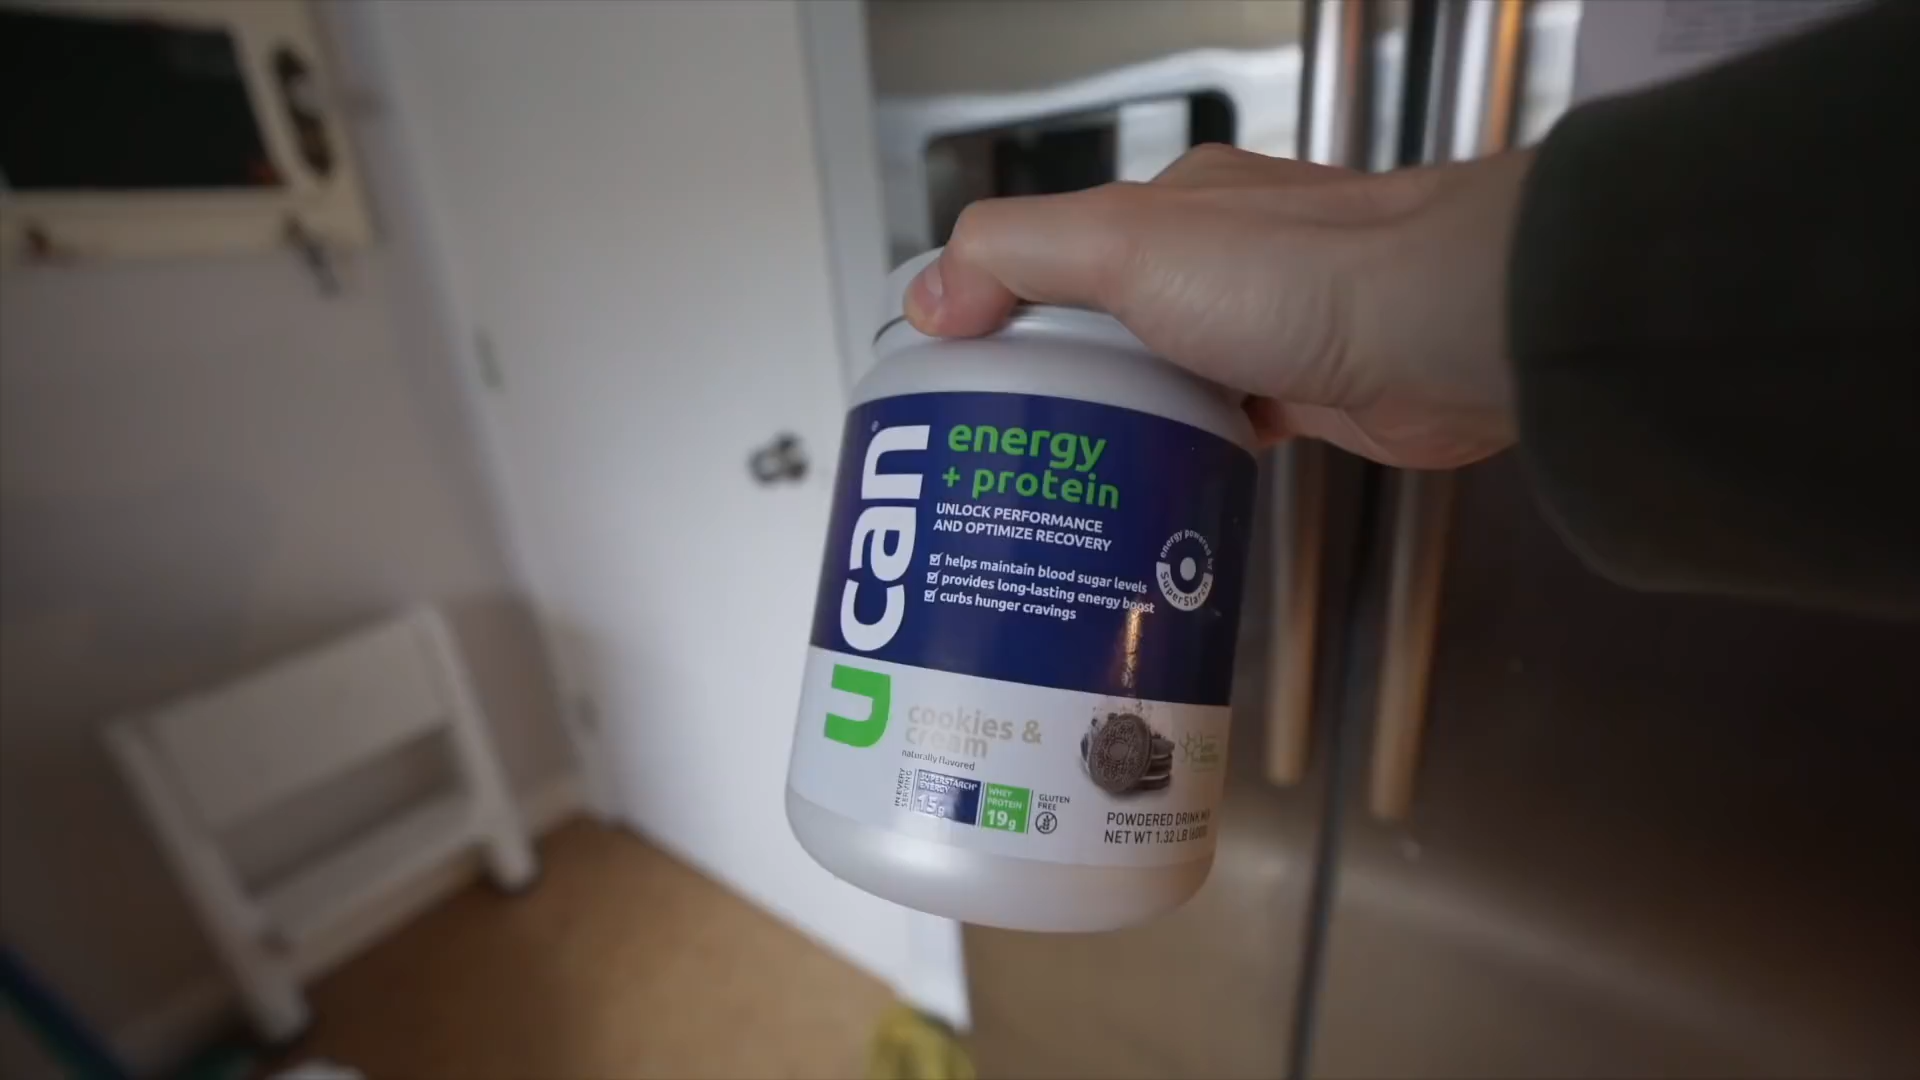 ucan®
energy
+ protein
UNLOCK PERFORMANCE
AND OPTIMIZE RECOVERY
helps maintain blood sugar levels
provides long-lasting energy boost
curbs hunger cravings
energy powered by
SuperStarch
cookies &
cream
naturally flavored
IN EVERY
SERVING
SUPERSTARCH®
ENERGY
15g
WHEY
PROTEIN
19g
GLUTEN
FREE
POWDERED DRINK MIX
NET WT 1.32 LB (600g)